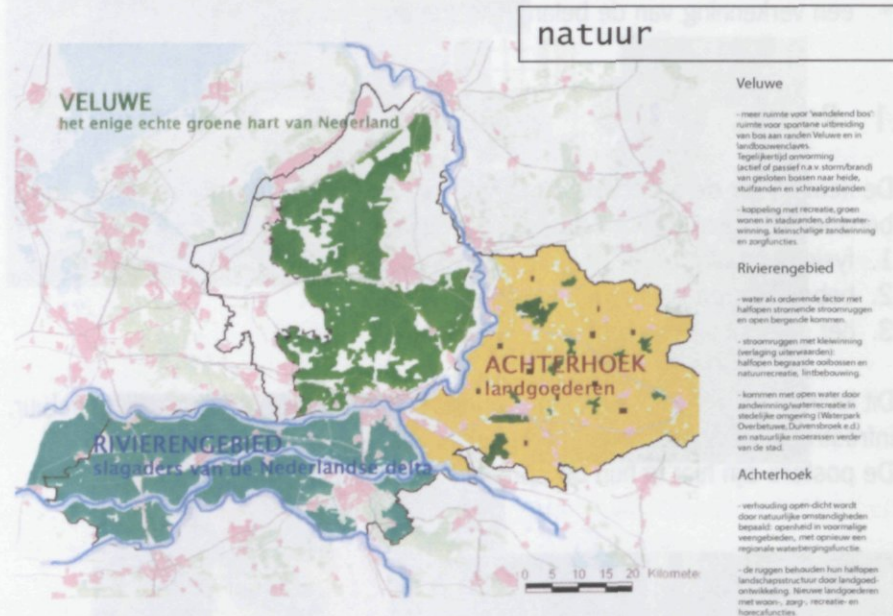 natuur
VELUWE
het enige echte groene hart van Nederland
ACHTERHOEK
landgoederen
RIVIERENGEBIED
slagaders van de Nederlandse delta
0 5 10 15 20 Kilomete
Veluwe
- meer ruimte voor 'wandelend bos':
ruimte voor spontane uitbreiding
van bos aan randen Veluwe en in
landbouwenclaves.
Tegelijkertijd omvorming
(actief of passief n.a.v. storm/brand)
van gesloten bossen naar heide,
stuifzanden en schraalgraslanden
- koppeling met recreatie, groen
wonen in stadsranden, drinkwater-
winning, kleinschalige zandwinning
en zorgfuncties.
Rivierengebied
- water als ordenende factor met
halfopen stromende stroomruggen
en open bergende kommen.
- stroomruggen met kleiwinning
(verlaging uiterwaarden):
halfopen begraasde ooibossen en
natuurrecreatie, lintbebouwing.
- kommen met open water door
zandwinning/waterrecreatie in
stedelijke omgeving (Waterpark
Overbetuwe, Duivensbroek e.d.)
en natuurlijke moerassen verder
van de stad.
Achterhoek
- verhouding open-dicht wordt
door natuurlijke omstandigheden
bepaald: openheid in voormalige
veengebieden, met opnieuw een
regionale waterbergingsfunctie.
- de ruggen behouden hun halfopen
landschapsstructuur door landgoed-
ontwikkeling. Nieuwe landgoederen
met woon-, zorg-, recreatie- en
horecafuncties